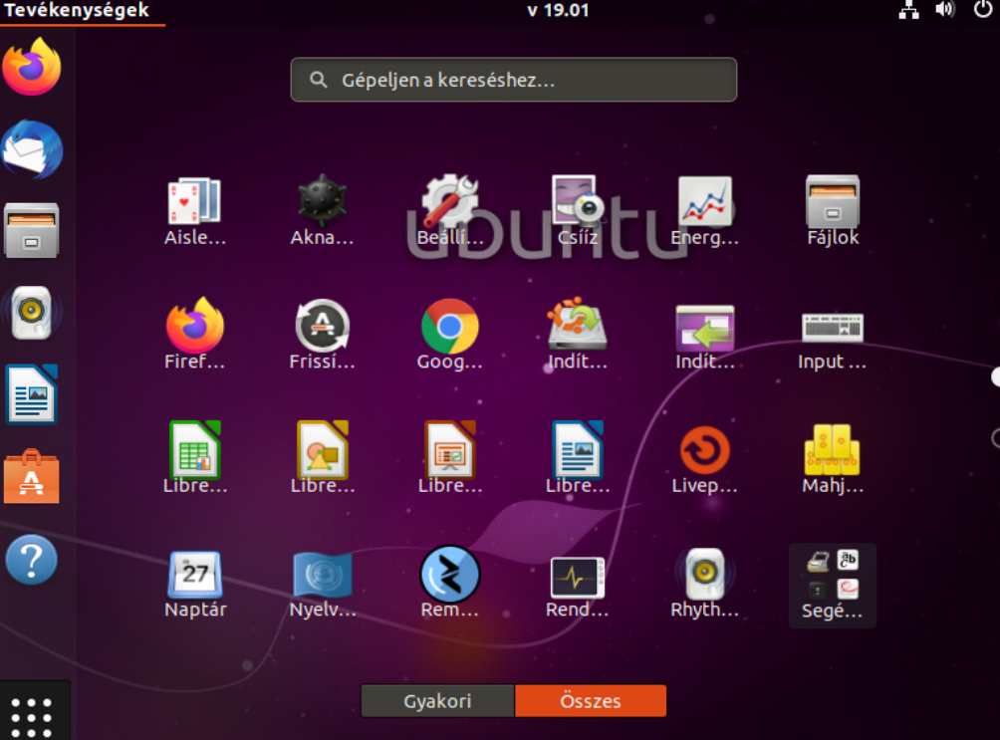 Tevékenységek
v 19.01
Gépeljen a kereséshez...
ubuntu
Aisle...
Akna...
Beállí...
Csííz
Energ...
Fájlok
Firef...
Frissí...
Goog...
Indít...
Indít...
Input ...
Libre...
Libre...
Libre...
Libre...
Livep...
Mahj...
27
Naptár
Nyelv...
Rem...
Rend...
Rhyth...
Segé...
Gyakori
Összes